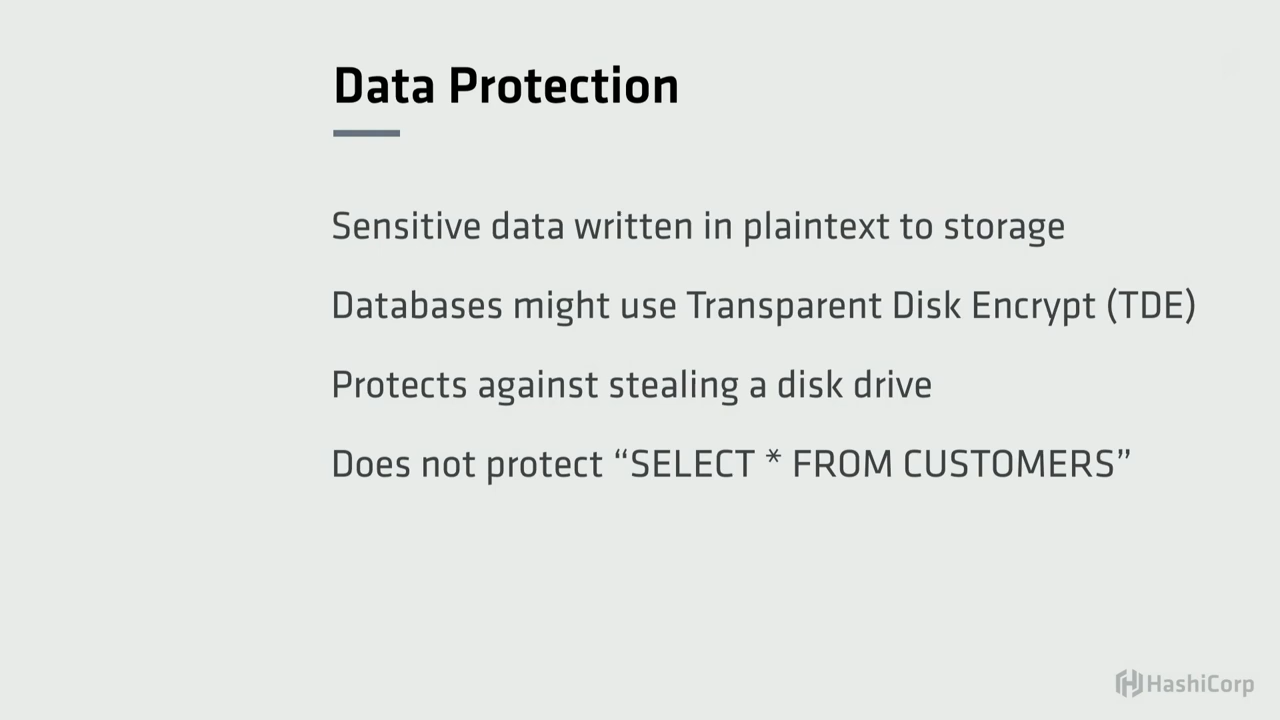 Data Protection
Sensitive data written in plaintext to storage
Databases might use Transparent Disk Encrypt (TDE)
Protects against stealing a disk drive
Does not protect “SELECT * FROM CUSTOMERS”
HashiCorp